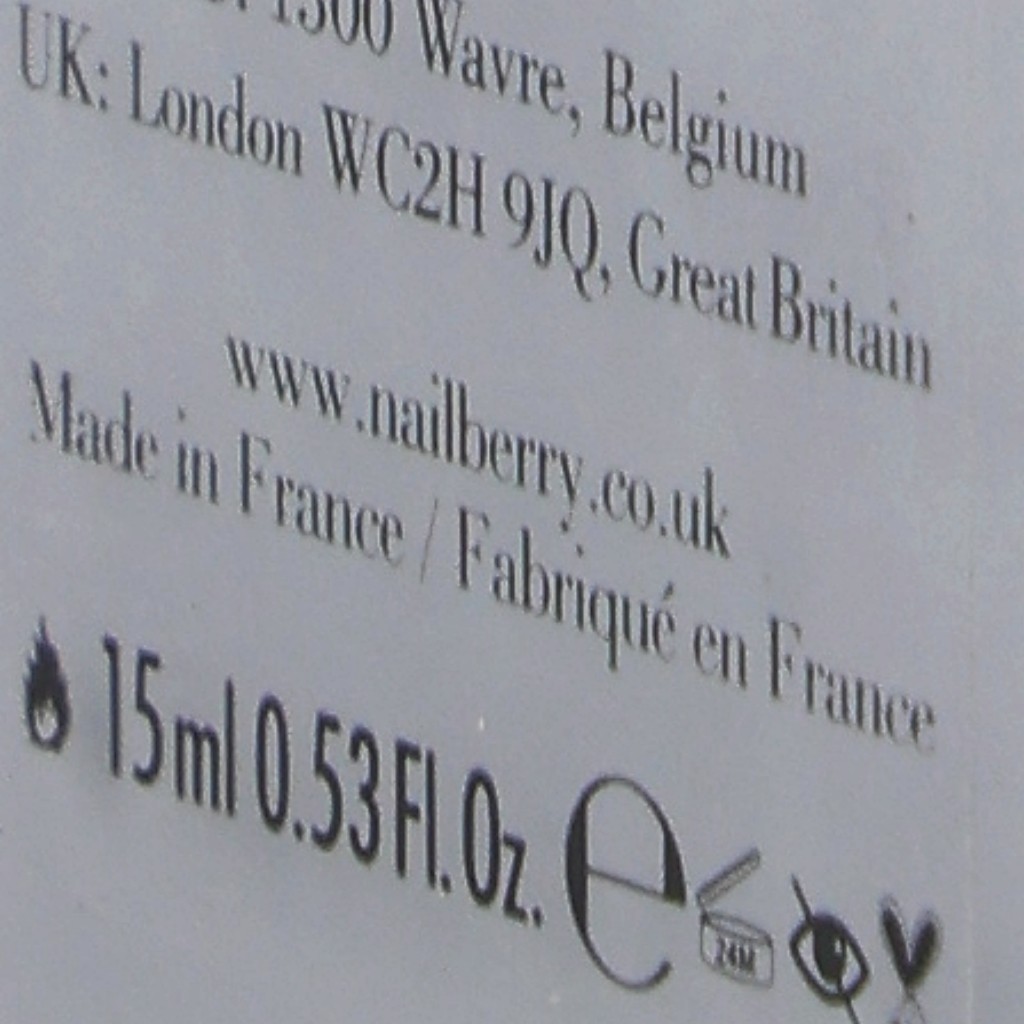 1300 Wavre, Belgium
UK: London WC2H 9JQ, Great Britain
www.nailberry.co.uk
Made in France / Fabriqué en France
15ml 0.53 Fl. Oz. e 24M